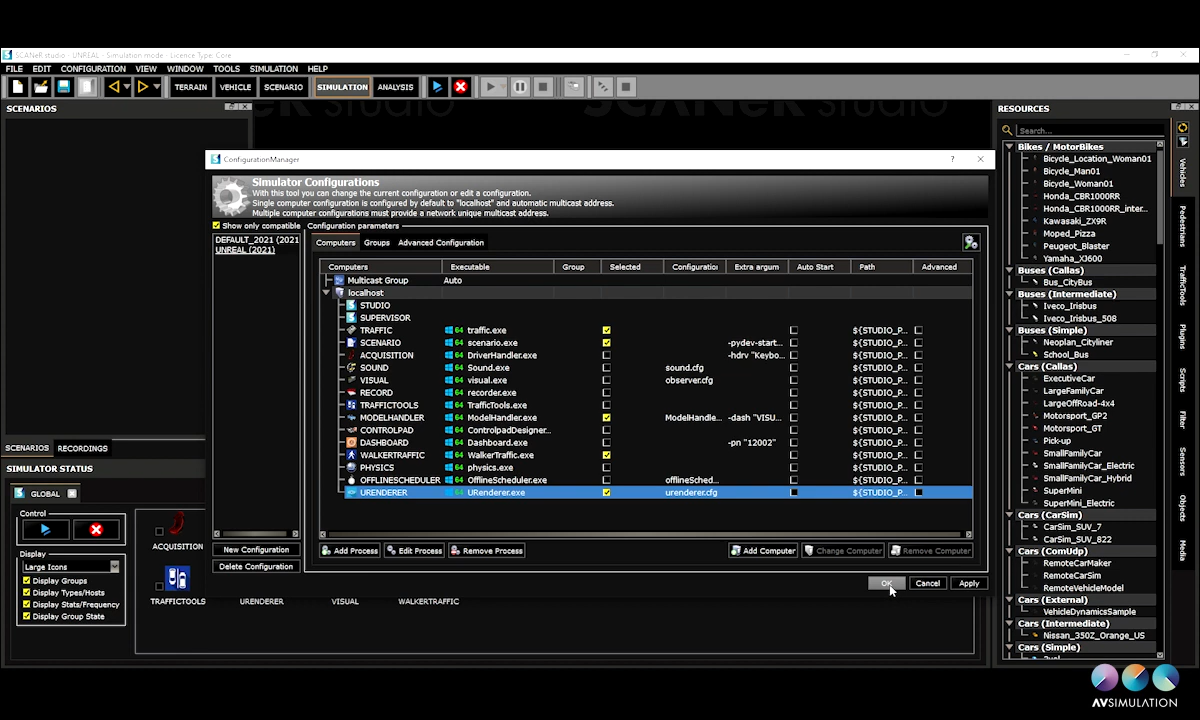 SCANeR studio - UNREAL - Simulation mode - Licence Type: Core
FILE EDIT CONFIGURATION VIEW WINDOW TOOLS SIMULATION HELP
TERRAIN VEHICLE SCENARIO SIMULATION ANALYSIS
SCENARIOS
SCENARIOS RECORDINGS
SIMULATOR STATUS
GLOBAL
Control
Display
Large Icons
Display Groups
Display Types/Hosts
Display Stats/Frequency
Display Group State
ACQUISITION
TRAFFICTOOLS URENDERER VISUAL WALKERTRAFFIC
ConfigurationManager
Simulator Configurations
With this tool you can change the current configuration or edit a configuration.
Single computer configuration is configured by default to "localhost" and automatic multicast address.
Multiple computer configurations must provide a network unique multicast address.
Show only compatible
DEFAULT_2021 (2021
UNREAL (2021)
New Configuration
Delete Configuration
Configuration parameters
Computers Groups Advanced Configuration
Computers Executable Group Selected Configuration Extra argum Auto Start Path Advanced
Multicast Group Auto
localhost
STUDIO
SUPERVISOR
TRAFFIC 64 traffic.exe ${STUDIO_P...
SCENARIO 64 scenario.exe -pydev-start... ${STUDIO_P...
ACQUISITION 64 DriverHandler.exe -hdrv "Keybo... ${STUDIO_P...
SOUND 64 Sound.exe sound.cfg ${STUDIO_P...
VISUAL 64 visual.exe observer.cfg ${STUDIO_P...
RECORD 64 recorder.exe ${STUDIO_P...
TRAFFICTOOLS 64 TrafficTools.exe ${STUDIO_P...
MODELHANDLER 64 ModelHandler.exe ModelHandle... -dash "VISU... ${STUDIO_P...
CONTROLPAD 64 ControlpadDesigner... ${STUDIO_P...
DASHBOARD 64 Dashboard.exe -pn "12002" ${STUDIO_P...
WALKERTRAFFIC 64 WalkerTraffic.exe ${STUDIO_P...
PHYSICS 64 physics.exe ${STUDIO_P...
OFFLINESCHEDULER 64 OfflineScheduler.exe offlineSched... ${STUDIO_P...
URENDERER 64 URenderer.exe urenderer.cfg ${STUDIO_P...
Add Process Edit Process Remove Process Add Computer Change Computer Remove Computer
OK Cancel Apply
RESOURCES
Search...
Bikes / MotorBikes
Bicycle_Location_Woman01
Bicycle_Man01
Bicycle_Woman01
Honda_CBR1000RR
Honda_CBR1000RR_inter...
Kawasaki_ZX9R
Moped_Pizza
Peugeot_Blaster
Yamaha_XJ600
Buses (Callas)
Bus_CityBus
Buses (Intermediate)
Iveco_Irisbus
Iveco_Irisbus_508
Buses (Simple)
Neoplan_Cityliner
School_Bus
Cars (Callas)
ExecutiveCar
LargeFamilyCar
LargeOffRoad-4x4
Motorsport_GP2
Motorsport_GT
Pick-up
SmallFamilyCar
SmallFamilyCar_Electric
SmallFamilyCar_Hybrid
SuperMini
SuperMini_Electric
Cars (CarSim)
CarSim_SUV_7
CarSim_SUV_822
Cars (ComUdp)
RemoteCarMaker
RemoteCarSim
RemoteVehicleModel
Cars (External)
VehicleDynamicsSample
Cars (Intermediate)
Nissan_350Z_Orange_US
Cars (Simple)
Vehicles
Pedestrians
TrafficTools
Plugins
Scripts
Filter
Sensors
Objects
Media
AVSIMULATION